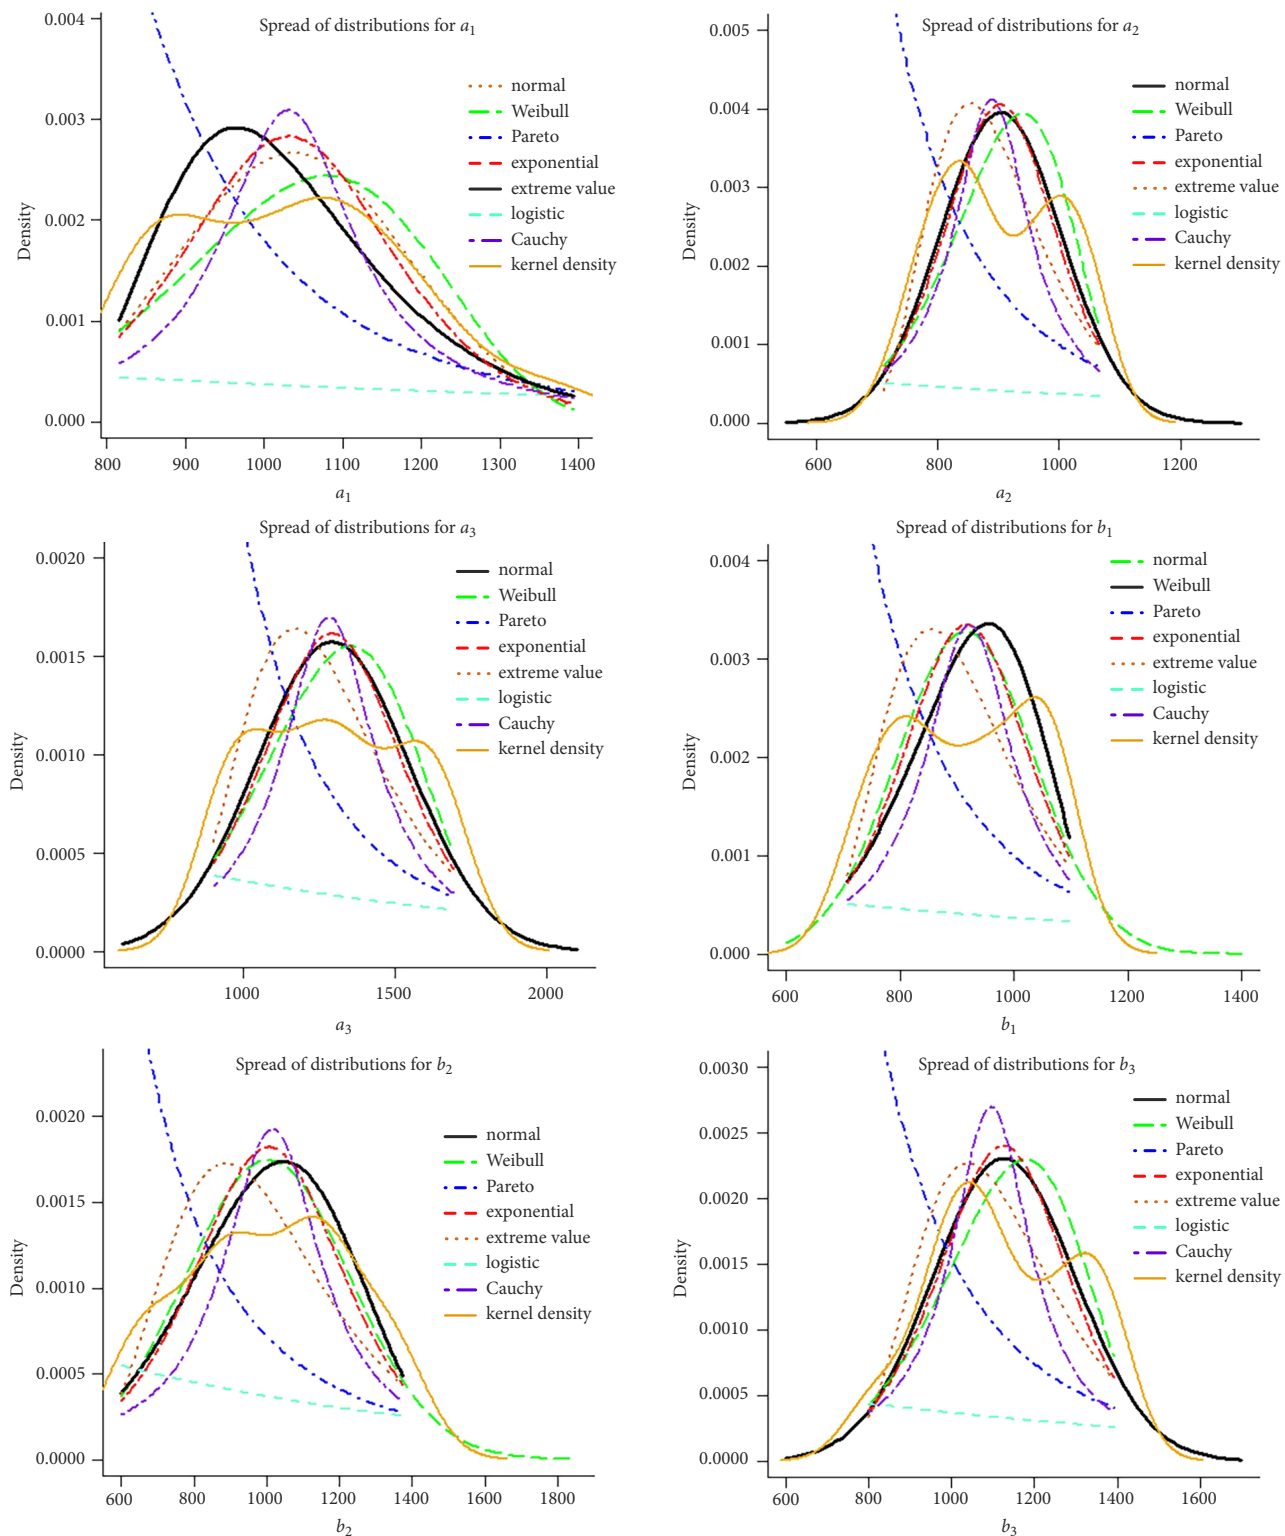 Spread of distributions for a1
0.004
0.003
0.002
0.001
0.000
Density
normal
Weibull
Pareto
exponential
extreme value
logistic
Cauchy
kernel density
800 900 1000 1100 1200 1300 1400
a1
Spread of distributions for a2
0.005
0.004
0.003
0.002
0.001
0.000
Density
normal
Weibull
Pareto
exponential
extreme value
logistic
Cauchy
kernel density
600 800 1000 1200
a2
Spread of distributions for a3
0.0020
0.0015
0.0010
0.0005
0.0000
Density
normal
Weibull
Pareto
exponential
extreme value
logistic
Cauchy
kernel density
1000 1500 2000
a3
Spread of distributions for b1
0.004
0.003
0.002
0.001
0.000
Density
normal
Weibull
Pareto
exponential
extreme value
logistic
Cauchy
kernel density
600 800 1000 1200 1400
b1
Spread of distributions for b2
0.0020
0.0015
0.0010
0.0005
0.0000
Density
normal
Weibull
Pareto
exponential
extreme value
logistic
Cauchy
kernel density
600 800 1000 1200 1400 1600 1800
b2
Spread of distributions for b3
0.0030
0.0025
0.0020
0.0015
0.0010
0.0005
0.0000
Density
normal
Weibull
Pareto
exponential
extreme value
logistic
Cauchy
kernel density
600 800 1000 1200 1400 1600
b3